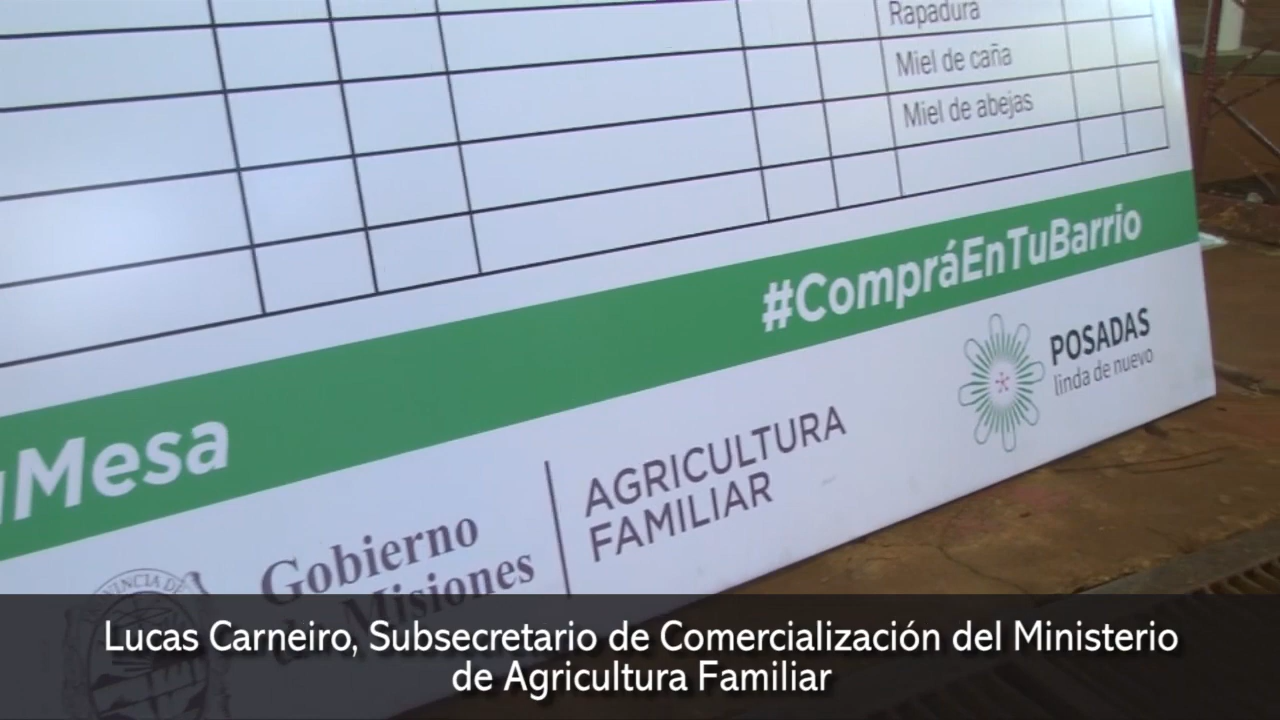 Rapadura
Miel de caña
Miel de abejas
#CompráEnTuBarrio
Mesa
POSADAS
linda de nuevo
AGRICULTURA
FAMILIAR
Gobierno
de Misiones
Lucas Carneiro, Subsecretario de Comercialización del Ministerio
de Agricultura Familiar